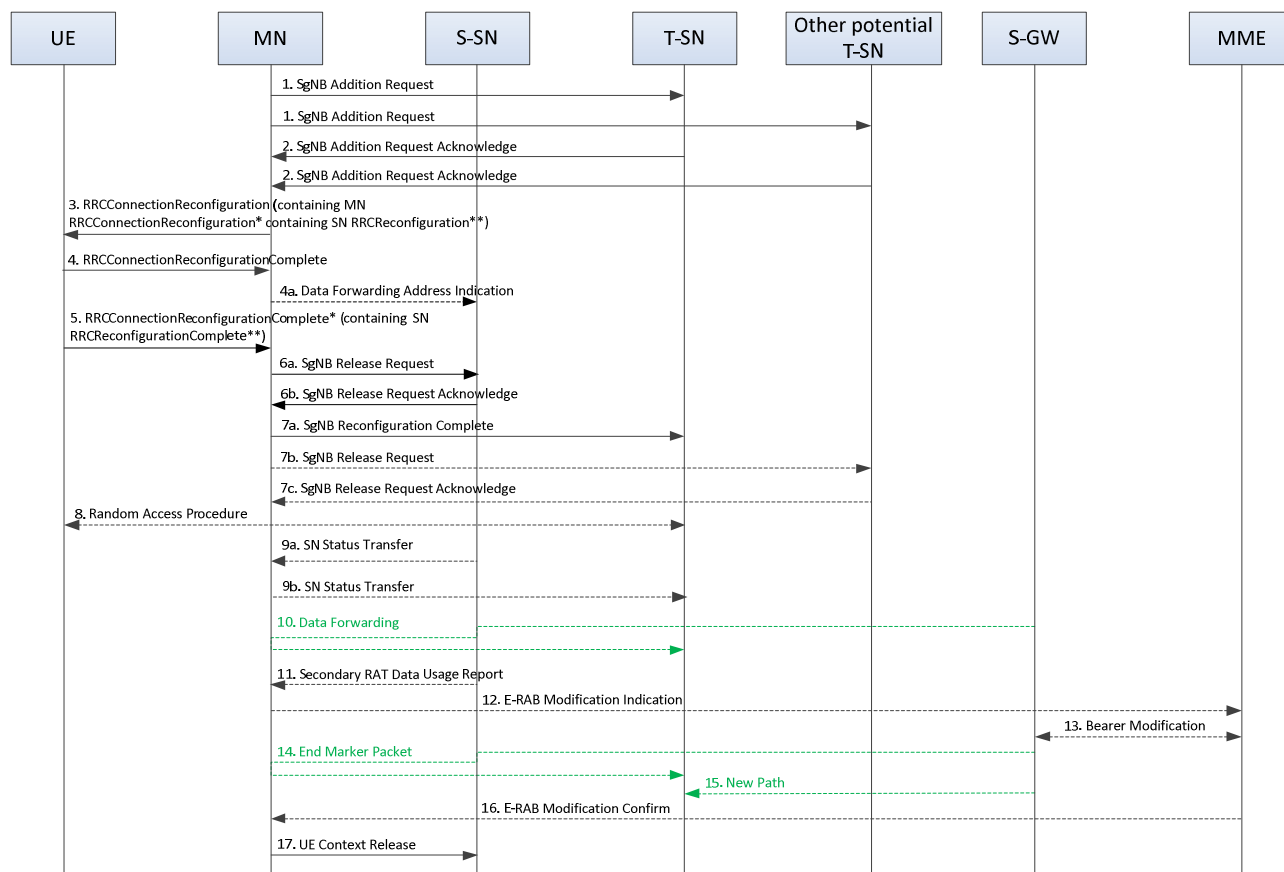 UE
MN
S-SN
T-SN
Other potential
T-SN
S-GW
MME
1. SgNB Addition Request
1. SgNB Addition Request
2. SgNB Addition Request Acknowledge
2. SgNB Addition Request Acknowledge
3. RRCConnectionReconfiguration (containing MN
RRCConnectionReconfiguration* containing SN RRCReconfiguration**)
4. RRCConnectionReconfigurationComplete
4a. Data Forwarding Address Indication
5. RRCConnectionReconfigurationComplete* (containing SN
RRCReconfigurationComplete**)
6a. SgNB Release Request
6b. SgNB Release Request Acknowledge
7a. SgNB Reconfiguration Complete
7b. SgNB Release Request
7c. SgNB Release Request Acknowledge
8. Random Access Procedure
9a. SN Status Transfer
9b. SN Status Transfer
10. Data Forwarding
11. Secondary RAT Data Usage Report
12. E-RAB Modification Indication
13. Bearer Modification
14. End Marker Packet
15. New Path
16. E-RAB Modification Confirm
17. UE Context Release